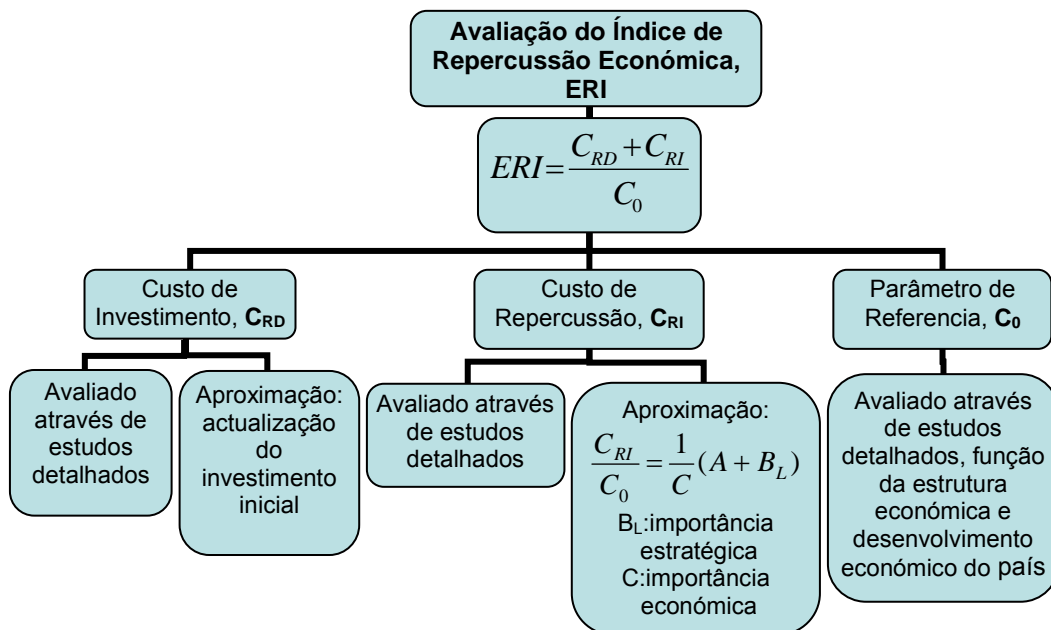 Avaliação do Índice de
Repercussão Económica,
ERI
ERI = (C_RD + C_RI) / C_0
Custo de
Investimento, C_RD
Custo de
Repercussão, C_RI
Parâmetro de
Referencia, C_0
Avaliado
através de
estudos
detalhados
Aproximação:
actualização
do
investimento
inicial
Avaliado através
de estudos
detalhados
Aproximação:
C_RI / C_0 = 1/C (A + B_L)
B_L:importância
estratégica
C:importância
económica
Avaliado através
de estudos
detalhados, função
da estrutura
económica e
desenvolvimento
económico do país